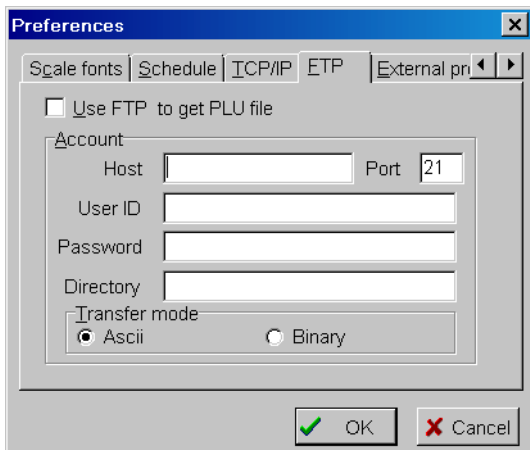 Preferences
Scale fonts Schedule TCP/IP FTP External pr
Use FTP to get PLU file
Account
Host Port 21
User ID
Password
Directory
Transfer mode
Ascii Binary
OK Cancel